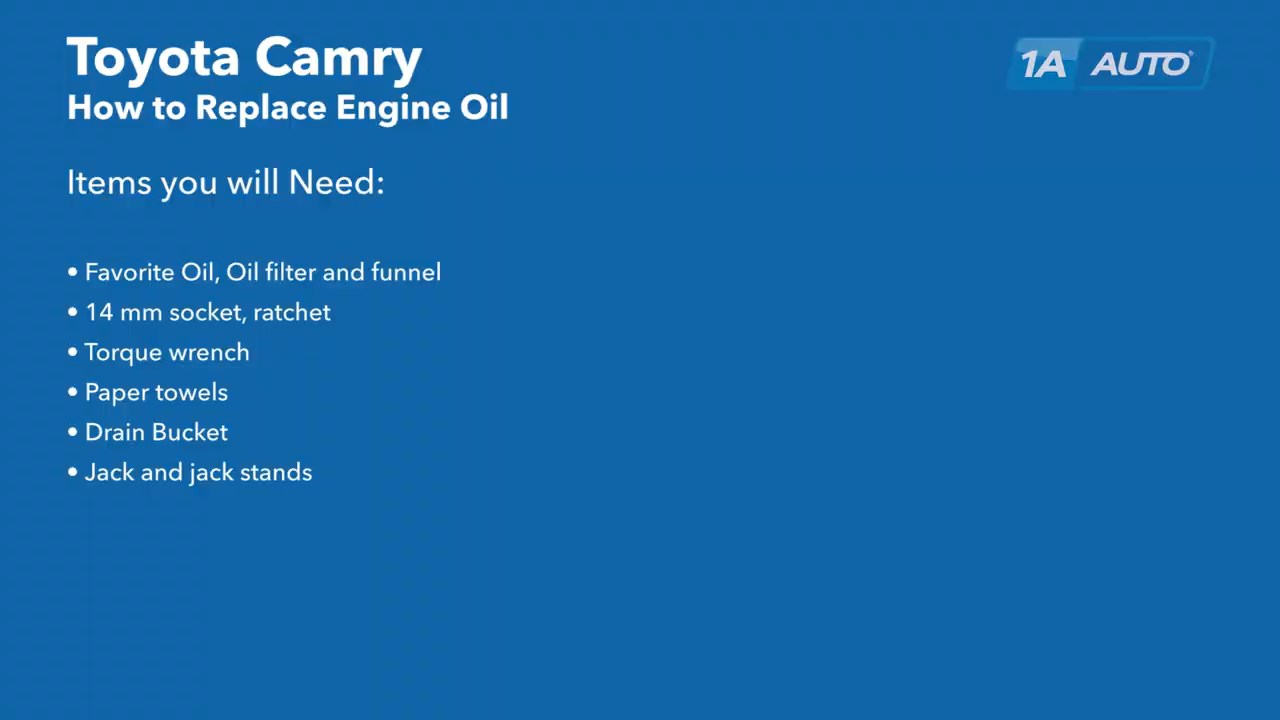 Toyota Camry
1A AUTO®
How to Replace Engine Oil
Items you will Need:
• Favorite Oil, Oil filter and funnel
• 14 mm socket, ratchet
• Torque wrench
• Paper towels
• Drain Bucket
• Jack and jack stands